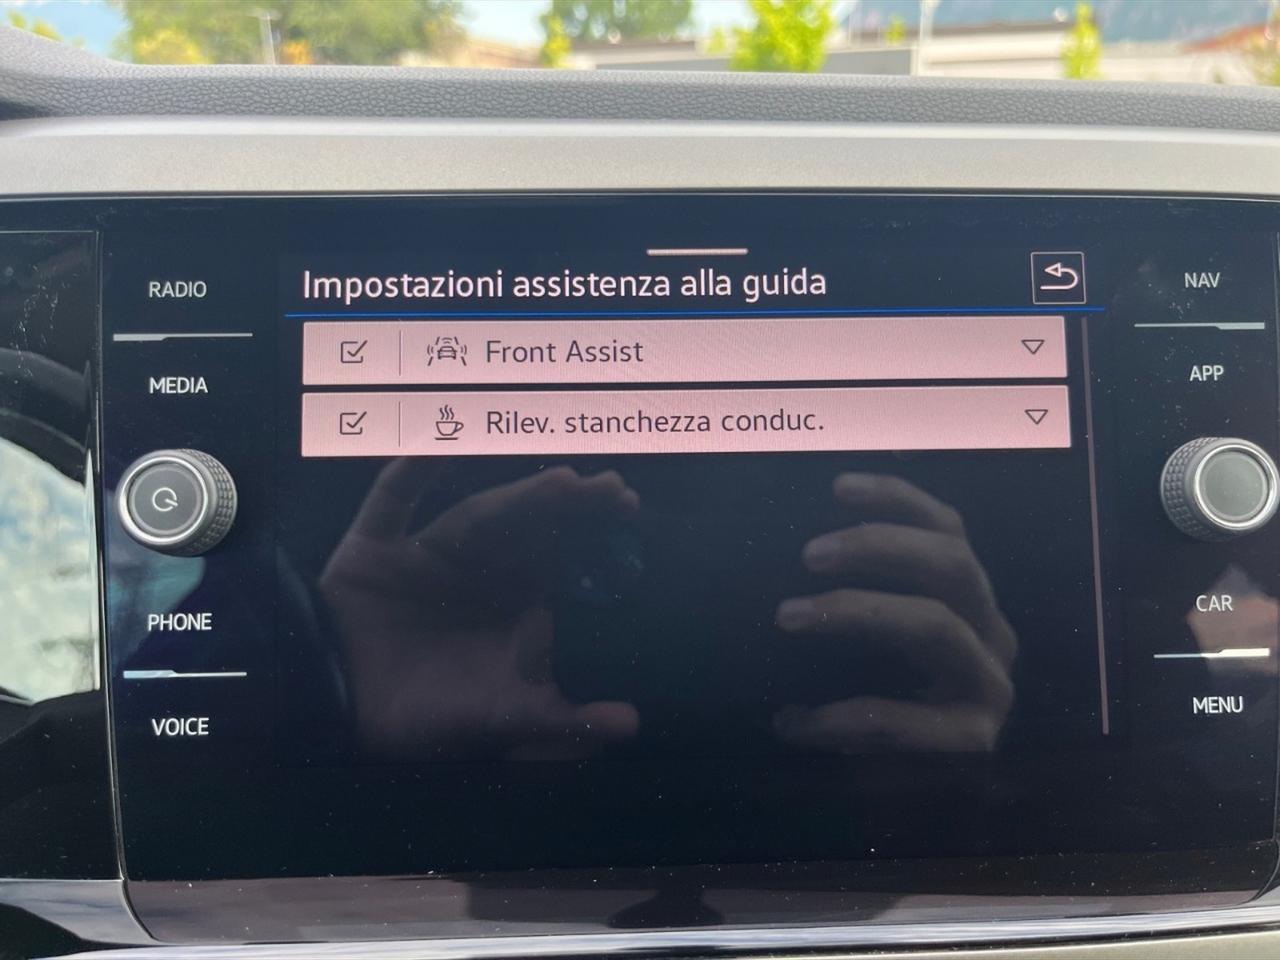 Impostazioni assistenza alla guida
Front Assist
Rilev. stanchezza conduc.
RADIO
MEDIA
PHONE
VOICE
NAV
APP
CAR
MENU